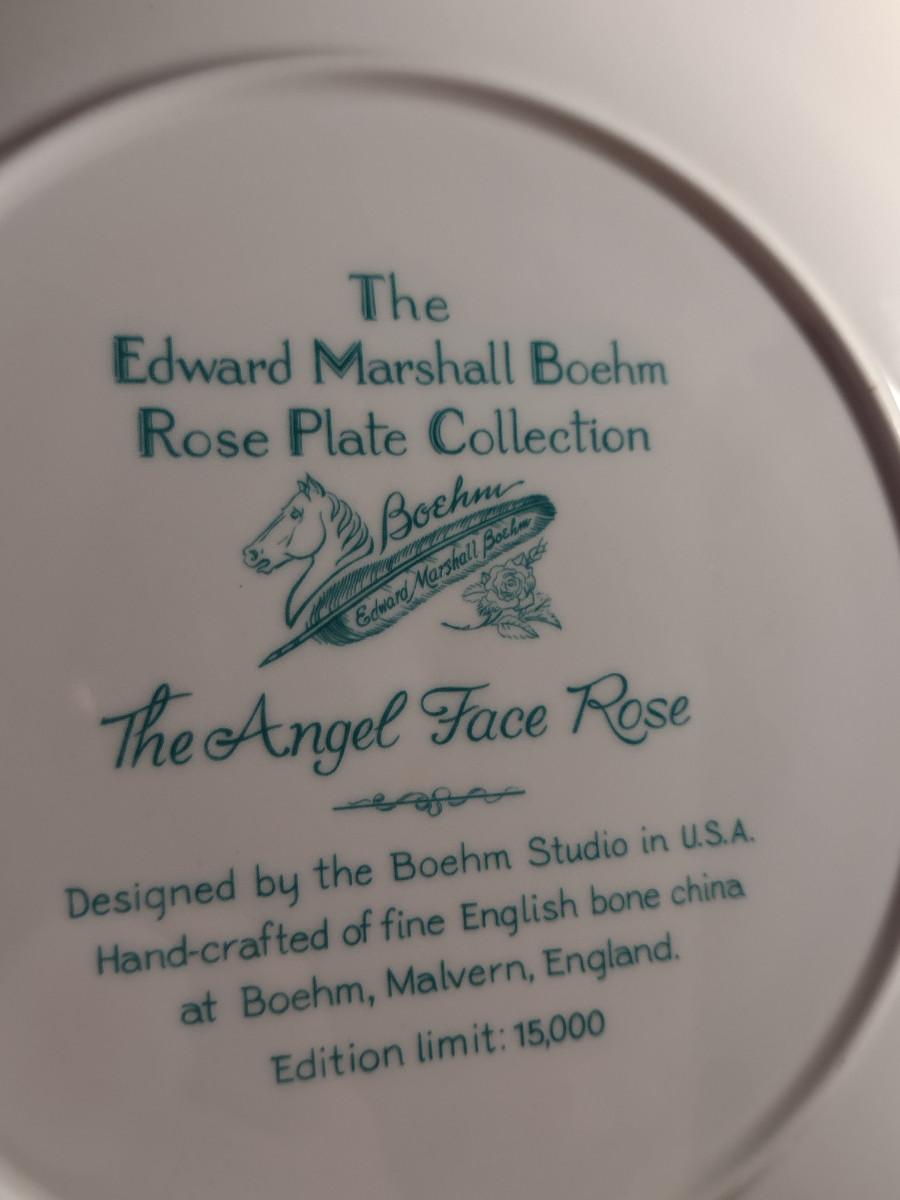 The
Edward Marshall Boehm
Rose Plate Collection
Boehm
Edward Marshall Boehm
The Angel Face Rose
Designed by the Boehm Studio in U.S.A.
Hand-crafted of fine English bone china
at Boehm, Malvern, England.
Edition limit: 15,000